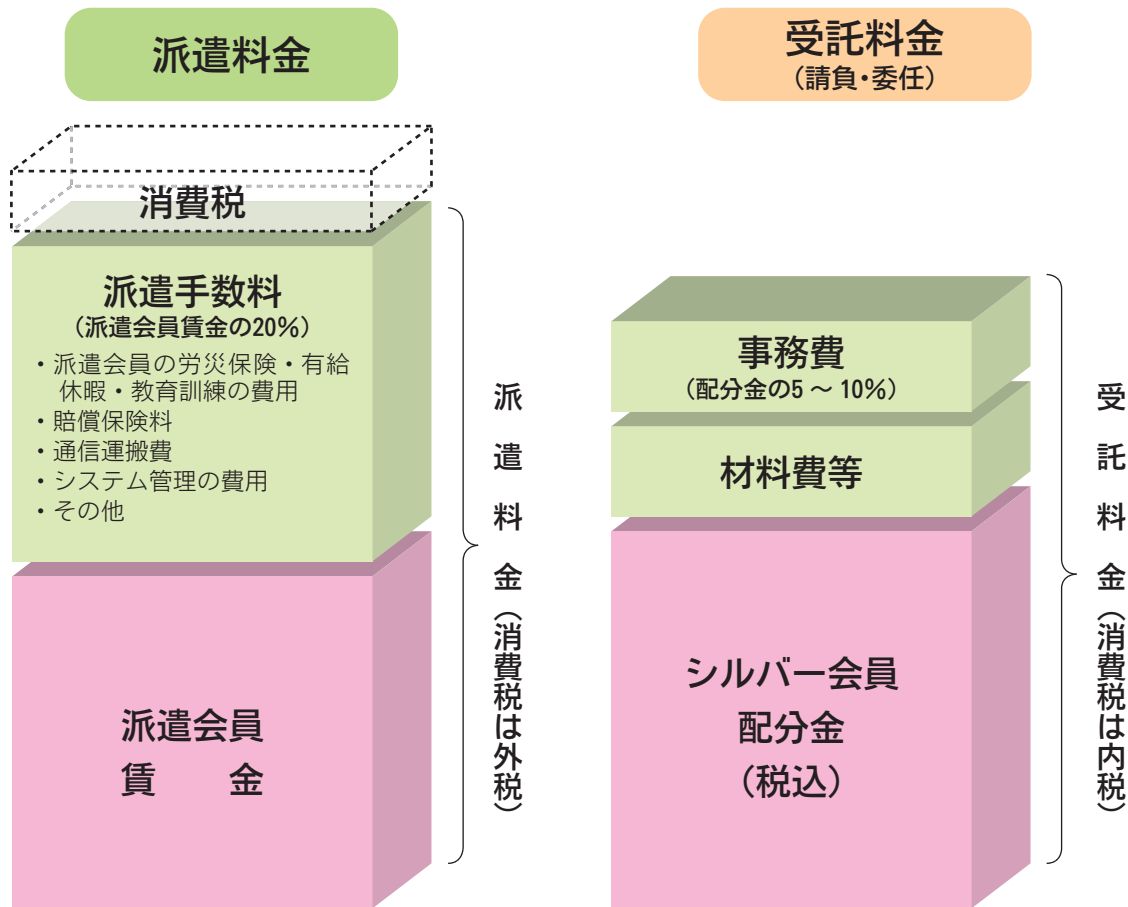 派遣料金
消費税
派遣手数料
（派遣会員賃金の20％）
・派遣会員の労災保険・有給
休暇・教育訓練の費用
・賠償保険料
・通信運搬費
・システム管理の費用
・その他
派遣会員
賃　金
派遣料金（消費税は外税）
受託料金
（請負・委任）
事務費
（配分金の5 ～ 10％）
材料費等
シルバー会員
配分金
（税込）
受託料金（消費税は内税）